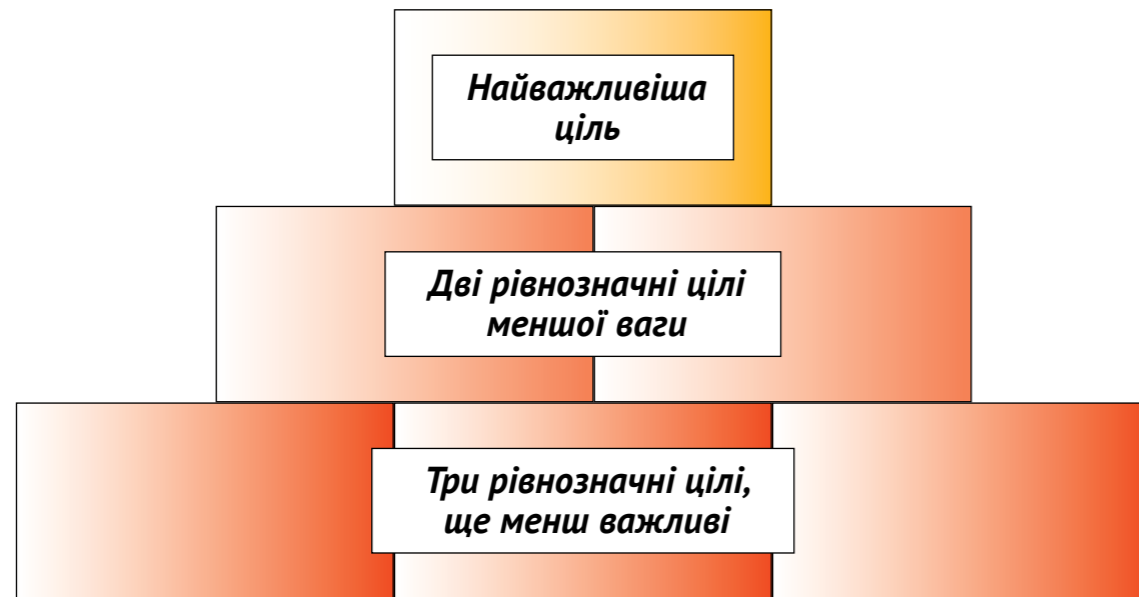 Найважливіша
ціль
Дві рівнозначні цілі
меншої ваги
Три рівнозначні цілі,
ще менш важливі